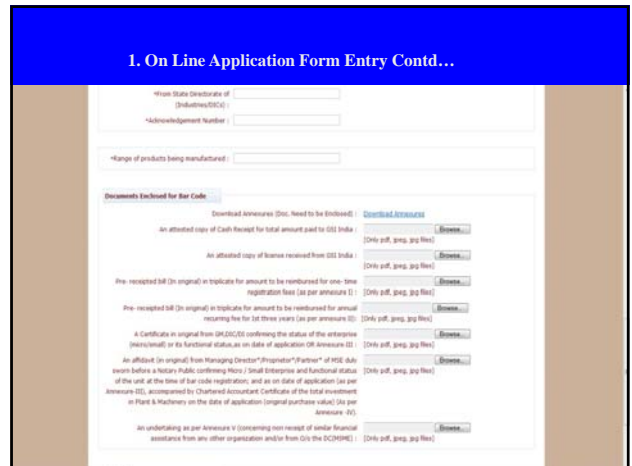 1. On Line Application Form Entry Contd…
*From State Directorate of
(Industries/DICs) :
*Acknowledgement Number :
*Range of products being manufactured :
Documents Enclosed for Bar Code
Download Annexures (Doc. Need to be Enclosed) : Download Annexures
An attested copy of Cash Receipt for total amount paid to GSI India : Browse...
[Only pdf, jpeg, jpg files]
An attested copy of license received from GSI India : Browse...
[Only pdf, jpeg, jpg files]
Pre- receipted bill (In original) in triplicate for amount to be reimbursed for one- time Browse...
registration fees (as per annexure I) : [Only pdf, jpeg, jpg files]
Pre- receipted bill (In original) in triplicate for amount to be reimbursed for annual Browse...
recurring fee for 1st three years (as per annexure II): [Only pdf, jpeg, jpg files]
A Certificate in original from GM,DIC/DI confirming the status of the enterprise Browse...
(micro/small) or its functional status,as on date of application OR Annexure III : [Only pdf, jpeg, jpg files]
An affidavit (in original) from Managing Director*/Proprietor*/Partner* of MSE duly Browse...
sworn before a Notary Public confirming Micro / Small Enterprise and functional status [Only pdf, jpeg, jpg files]
of the unit at the time of bar code registration; and as on date of application (as per
Annexure-III), accompanied by Chartered Accountant Certificate of the total investment
in Plant & Machinery on the date of application (original purchase value) (As per
Annexure -IV).
An undertaking as per Annexure V (concerning non receipt of similar financial Browse...
assistance from any other organization and/or from O/o the DC(MSME) : [Only pdf, jpeg, jpg files]